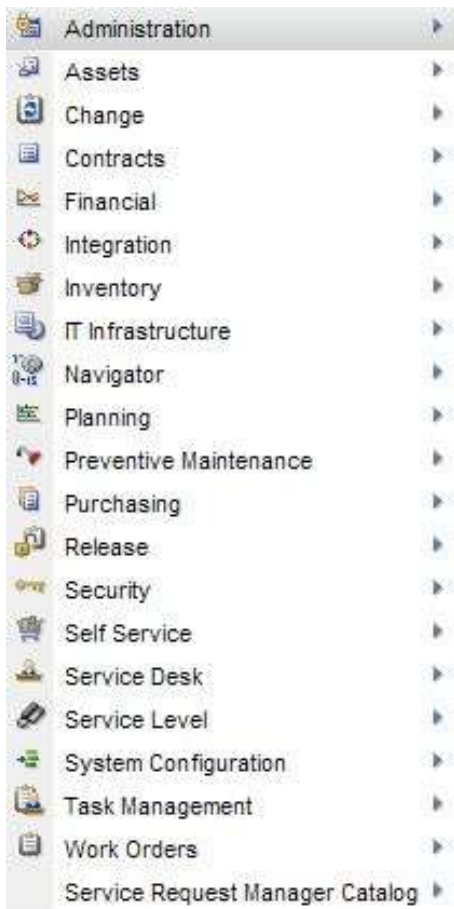 Administration
Assets
Change
Contracts
Financial
Integration
Inventory
IT Infrastructure
Navigator
Planning
Preventive Maintenance
Purchasing
Release
Security
Self Service
Service Desk
Service Level
System Configuration
Task Management
Work Orders
Service Request Manager Catalog